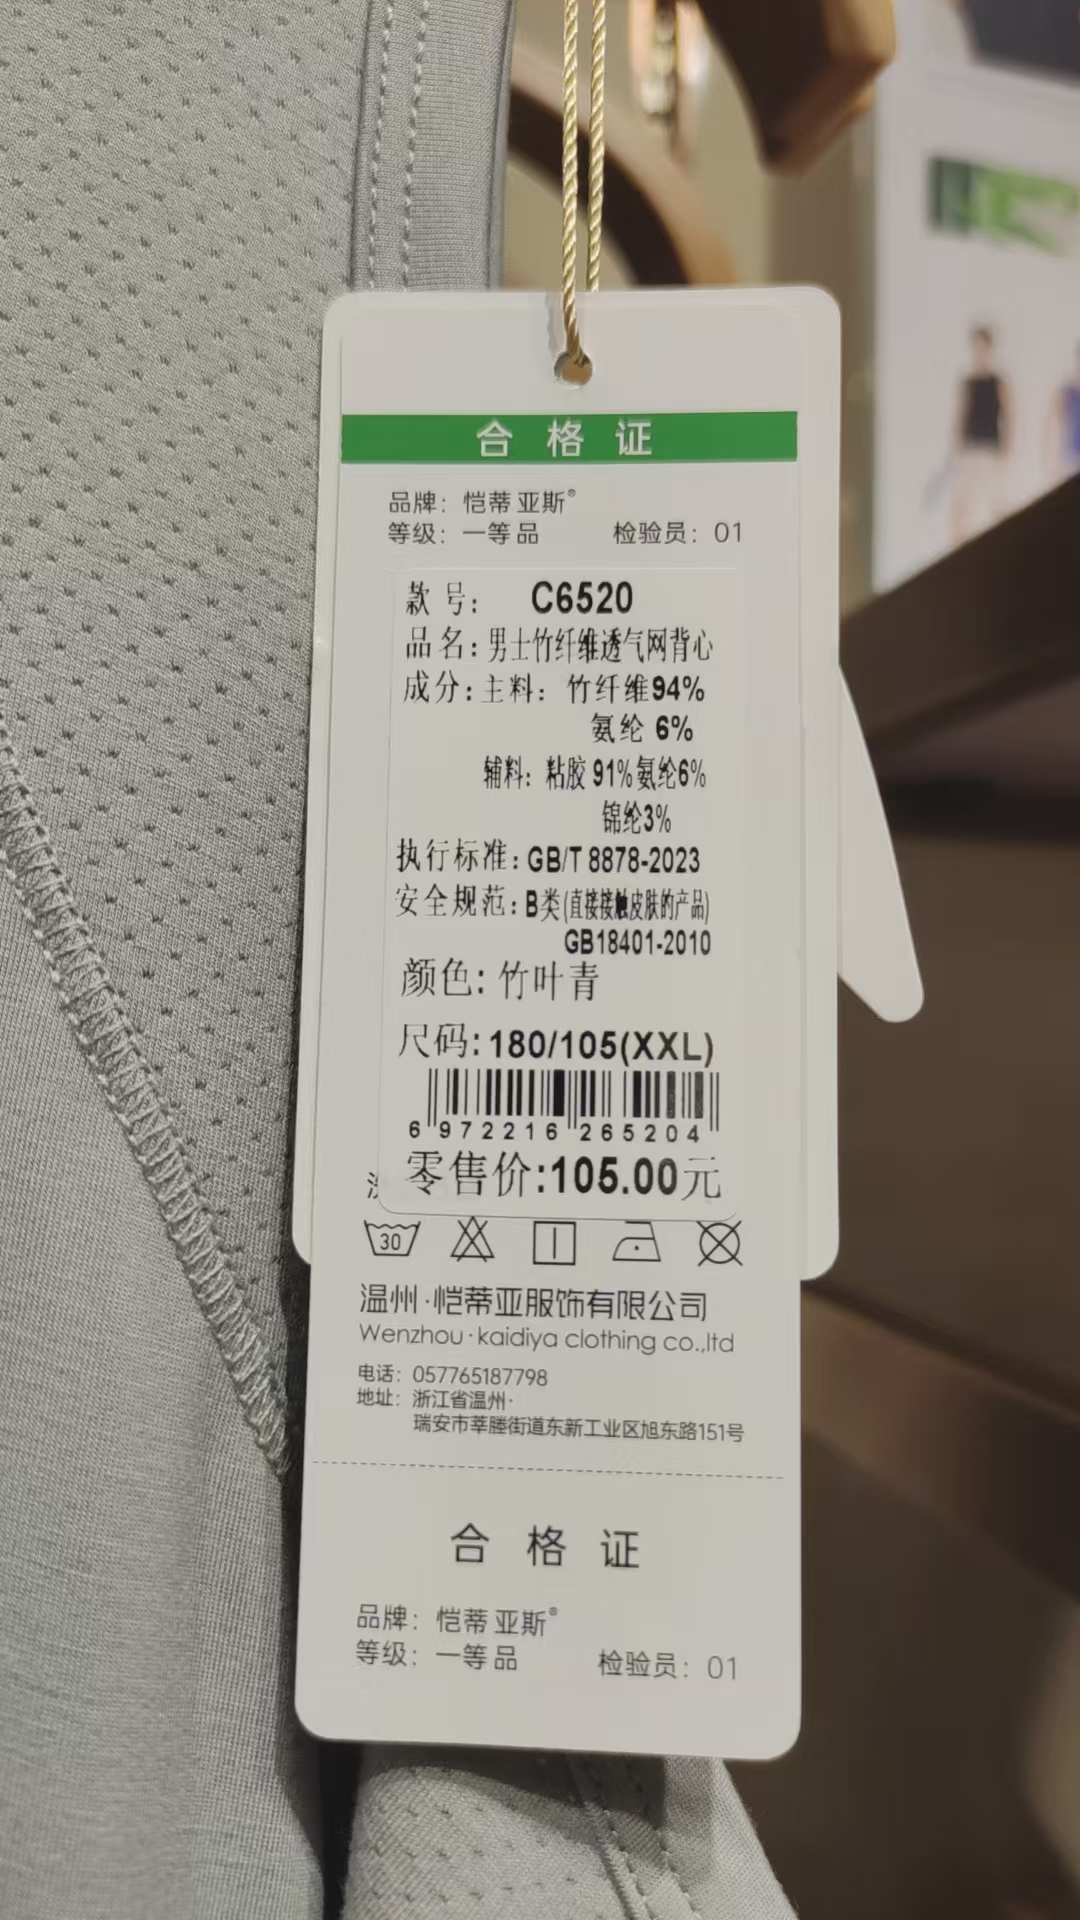 合格证
品牌：恺蒂亚斯®
等级：一等品 检验员：01
款号： C6520
品名：男士竹纤维透气网背心
成分：主料：竹纤维94%
氨纶 6%
辅料：粘胶 91%氨纶6%
锦纶3%
执行标准：GB/T 8878-2023
安全规范：B类(直接接触皮肤的产品)
GB18401-2010
颜色：竹叶青
尺码：180/105(XXL)
6 972216 265204
零售价：105.00元
30
温州·恺蒂亚服饰有限公司
Wenzhou·kaidiya clothing co.,ltd
电话：057765187798
地址：浙江省温州·
瑞安市莘塍街道东新工业区旭东路151号
合格证
品牌：恺蒂亚斯®
等级：一等品 检验员：01